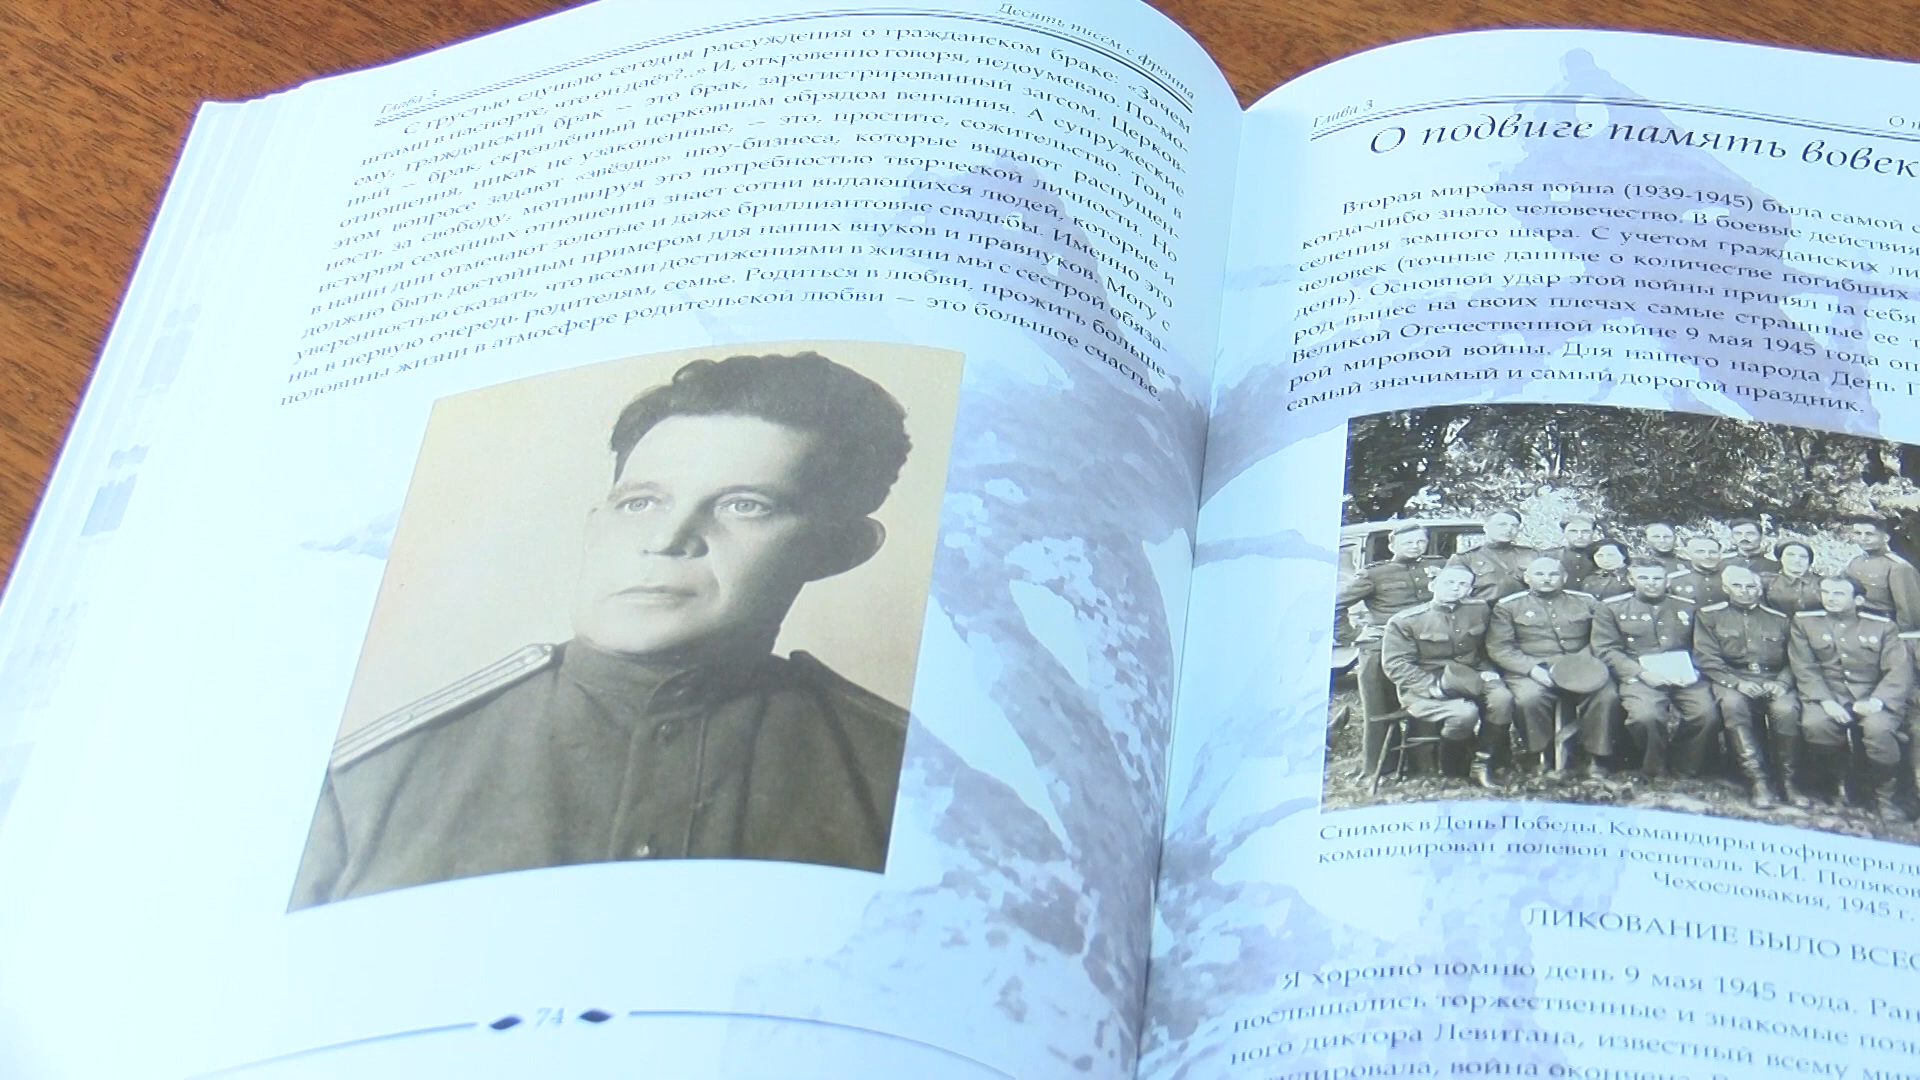 Глава 3
Десять писем с фронта
С грустью слушаю сегодня рассуждения о гражданском браке: «Зачем
штамп в паспорте, что он даёт?..» И, откровенно говоря, недоумеваю. По-мо-
ему, гражданский брак — это брак, зарегистрированный загсом. Церков-
ный — брак, скреплённый церковным обрядом венчания. А супружеские
отношения, никак не узаконенные, — это, простите, сожительство. Тон в
этом вопросе задают «звёзды» шоу-бизнеса, которые выдают распущен-
ность за свободу, мотивируя это потребностью творческой личности. Но
история семейных отношений знает сотни выдающихся людей, которые и
в наши дни отмечают золотые и даже бриллиантовые свадьбы. Именно это
должно быть достойным примером для наших внуков и правнуков. Могу с
уверенностью сказать, что всеми достижениями в жизни мы с сестрой обяза-
ны в первую очередь родителям, семье. Родиться в любви, прожить больше
половины жизни в атмосфере родительской любви — это большое счастье.
74
Глава 3
О подвиге память вовек
Вторая мировая война (1939-1945) была самой
когда-либо знало человечество. В боевые действия
селения земного шара. С учетом гражданских
человек (точные данные о количестве погибших
день). Основной удар этой войны принял на себя
род вынес на своих плечах самые страшные ее
Великой Отечественной войне 9 мая 1945 года
рой мировой войны. Для нашего народа День
самый значимый и самый дорогой праздник.
Снимок в День Победы. Командиры и офицеры
командирован полевой госпиталь К.И. Поляков
Чехословакия, 1945 г.
ЛИКОВАНИЕ БЫЛО
Я хорошо помню день 9 мая 1945 года.
послышались торжественные и знакомые
ного диктора Левитана, известный всему
война окончена